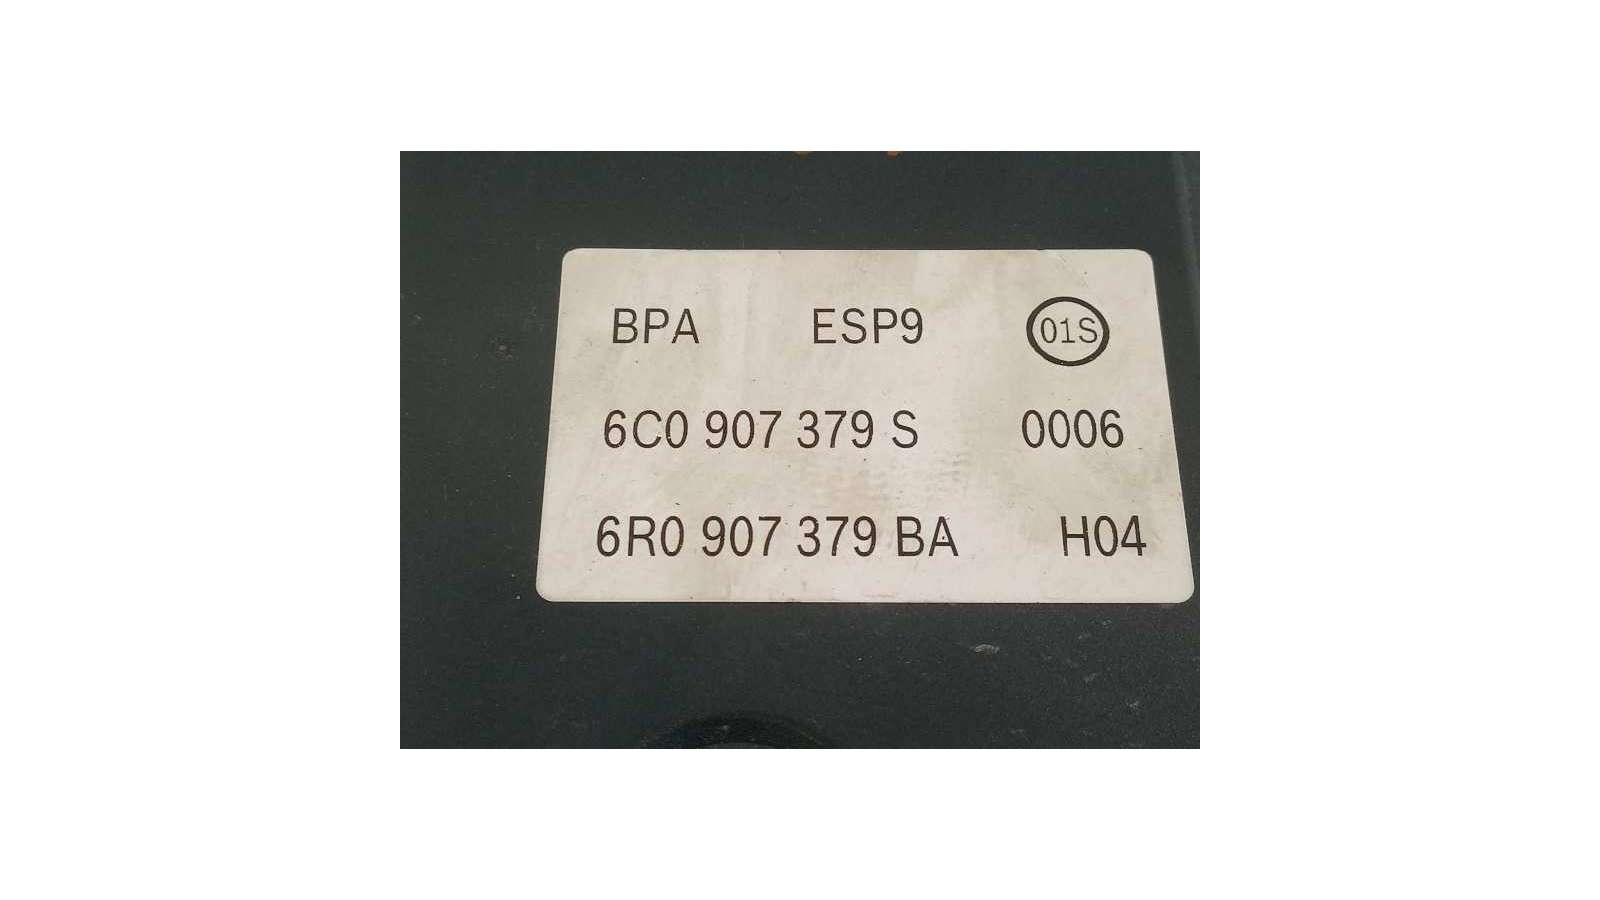 BPA ESP9 01S
6C0 907 379 S 0006
6R0 907 379 BA H04